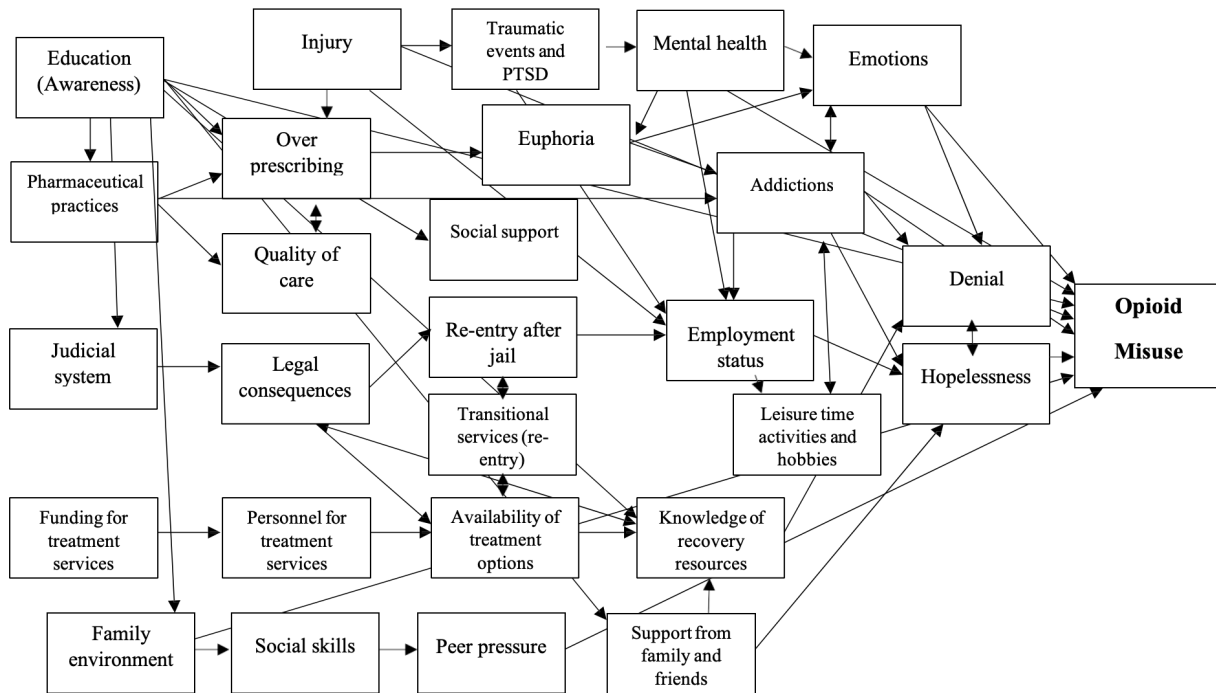 Injury
Traumatic
events and
PTSD
Mental health
Emotions
Education
(Awareness)
Over
prescribing
Euphoria
Addictions
Pharmaceutical
practices
Social support
Quality of
care
Denial
Opioid
Misuse
Judicial
system
Legal
consequences
Re-entry after
jail
Employment
status
Hopelessness
Transitional
services (re-
entry)
Leisure time
activities and
hobbies
Funding for
treatment
services
Personnel for
treatment
services
Availability of
treatment
options
Knowledge of
recovery
resources
Family
environment
Social skills
Peer pressure
Support from
family and
friends